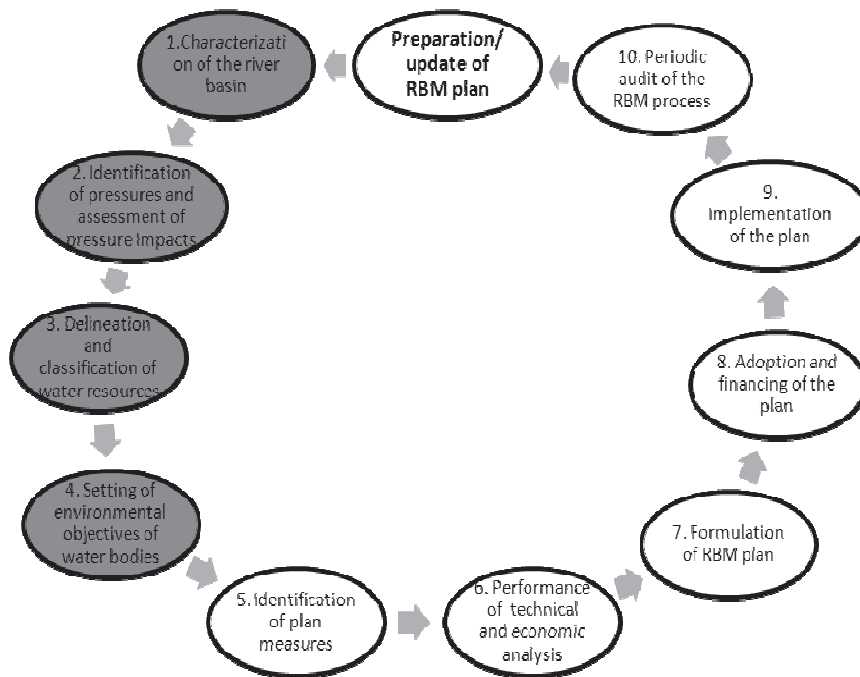 Preparation/
update of
RBM plan
1.Characterizati
on of the river
basin
2. Identification
of pressures and
assessment of
pressure impacts
3. Delineation
and
classification of
water resources
4. Setting of
environmental
objectives of
water bodies
5. Identification
of plan
measures
6. Performance
of technical
and economic
analysis
7. Formulation
of RBM plan
8. Adoption and
financing of the
plan
9.
Implementation
of the plan
10. Periodic
audit of the
RBM process